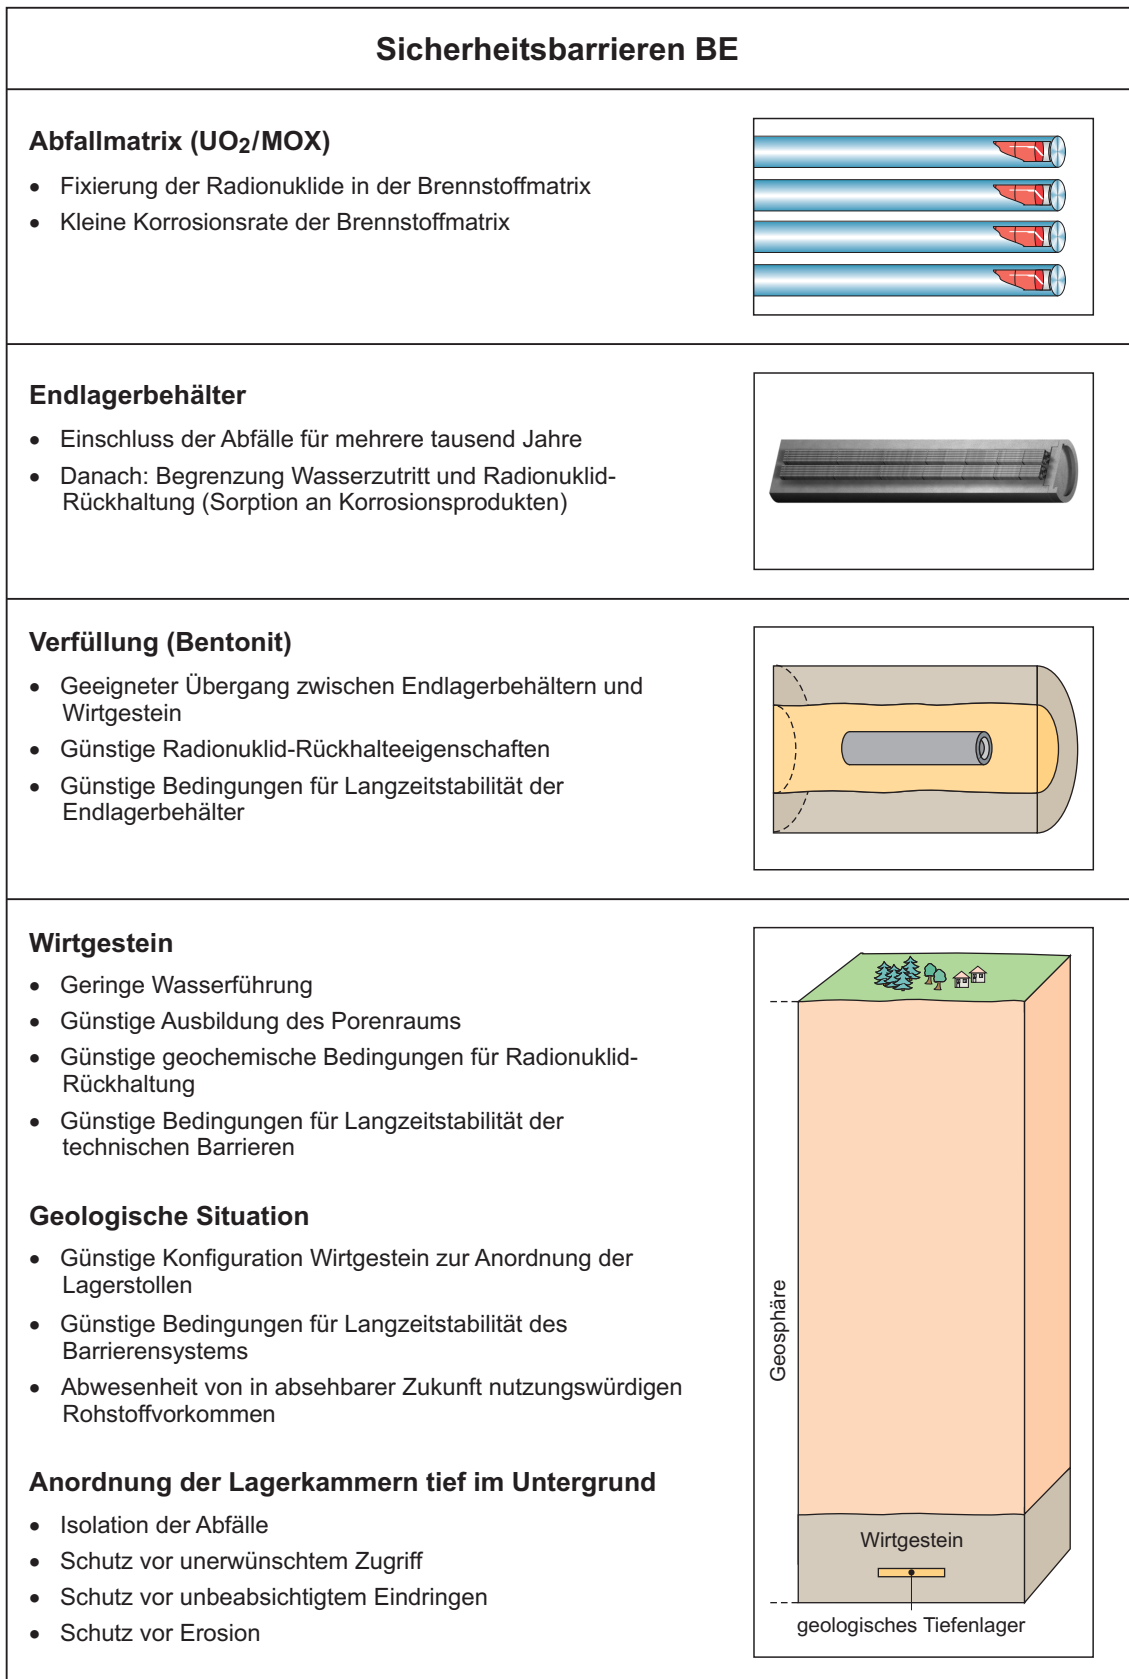 Sicherheitsbarrieren BE
Abfallmatrix (UO2/MOX)
• Fixierung der Radionuklide in der Brennstoffmatrix
• Kleine Korrosionsrate der Brennstoffmatrix
Endlagerbehälter
• Einschluss der Abfälle für mehrere tausend Jahre
• Danach: Begrenzung Wasserzutritt und Radionuklid-
Rückhaltung (Sorption an Korrosionsprodukten)
Verfüllung (Bentonit)
• Geeigneter Übergang zwischen Endlagerbehältern und
Wirtgestein
• Günstige Radionuklid-Rückhalteeigenschaften
• Günstige Bedingungen für Langzeitstabilität der
Endlagerbehälter
Wirtgestein
• Geringe Wasserführung
• Günstige Ausbildung des Porenraums
• Günstige geochemische Bedingungen für Radionuklid-
Rückhaltung
• Günstige Bedingungen für Langzeitstabilität der
technischen Barrieren
Geologische Situation
• Günstige Konfiguration Wirtgestein zur Anordnung der
Lagerstollen
• Günstige Bedingungen für Langzeitstabilität des
Barrierensystems
• Abwesenheit von in absehbarer Zukunft nutzungswürdigen
Rohstoffvorkommen
Anordnung der Lagerkammern tief im Untergrund
• Isolation der Abfälle
• Schutz vor unerwünschtem Zugriff
• Schutz vor unbeabsichtigtem Eindringen
• Schutz vor Erosion
Geosphäre
Wirtgestein
geologisches Tiefenlager